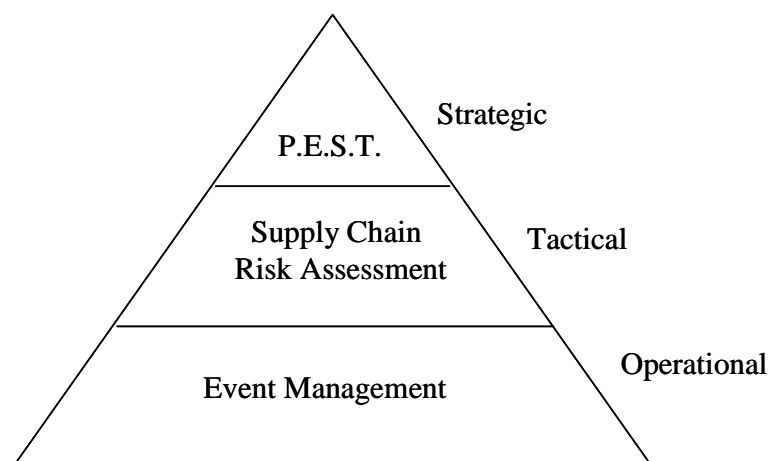 Strategic
P.E.S.T.
Supply Chain
Risk Assessment
Tactical
Event Management
Operational